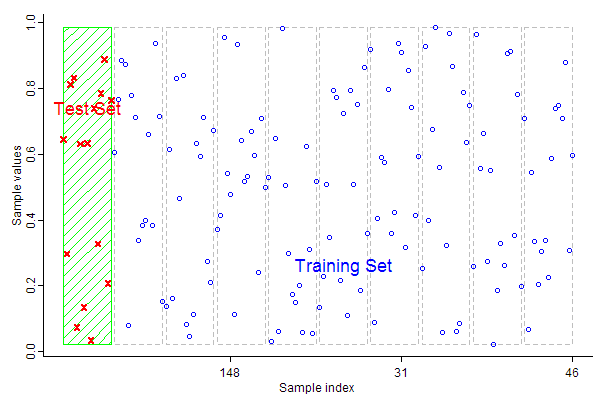 1.0
0.8
0.6
0.4
0.2
0.0
Sample values
Test Set
Training Set
148
31
46
Sample index